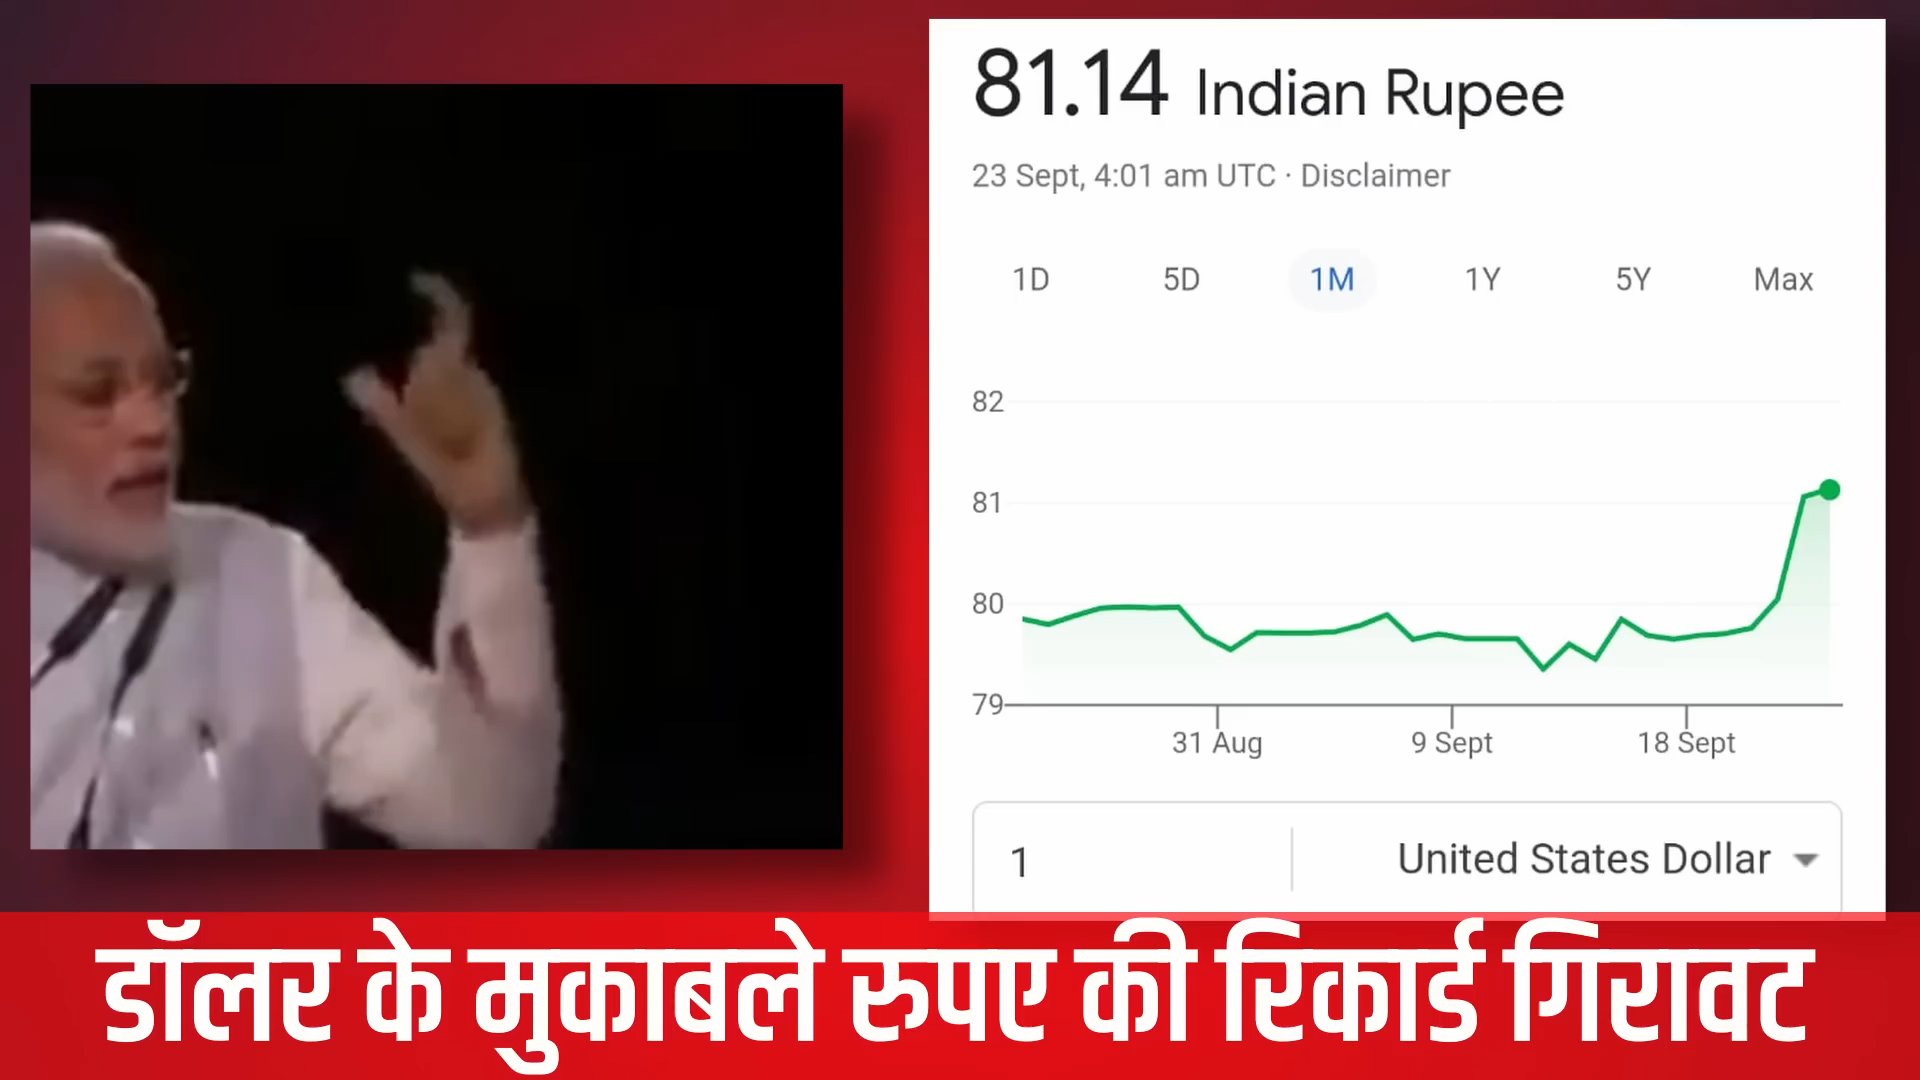 81.14 Indian Rupee
23 Sept, 4:01 am UTC · Disclaimer
1D 5D 1M 1Y 5Y Max
82
81
80
79
31 Aug 9 Sept 18 Sept
1 United States Dollar
डॉलर के मुकाबले रुपए की रिकार्ड गिरावट